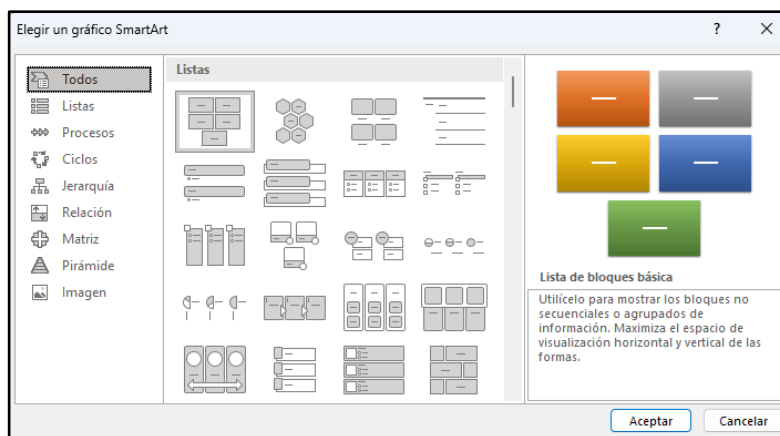 Elegir un gráfico SmartArt
?
Todos
Listas
Procesos
Ciclos
Jerarquía
Relación
Matriz
Pirámide
Imagen
Listas
Lista de bloques básica
Utilícelo para mostrar los bloques no
secuenciales o agrupados de
información. Maximiza el espacio de
visualización horizontal y vertical de las
formas.
Aceptar
Cancelar